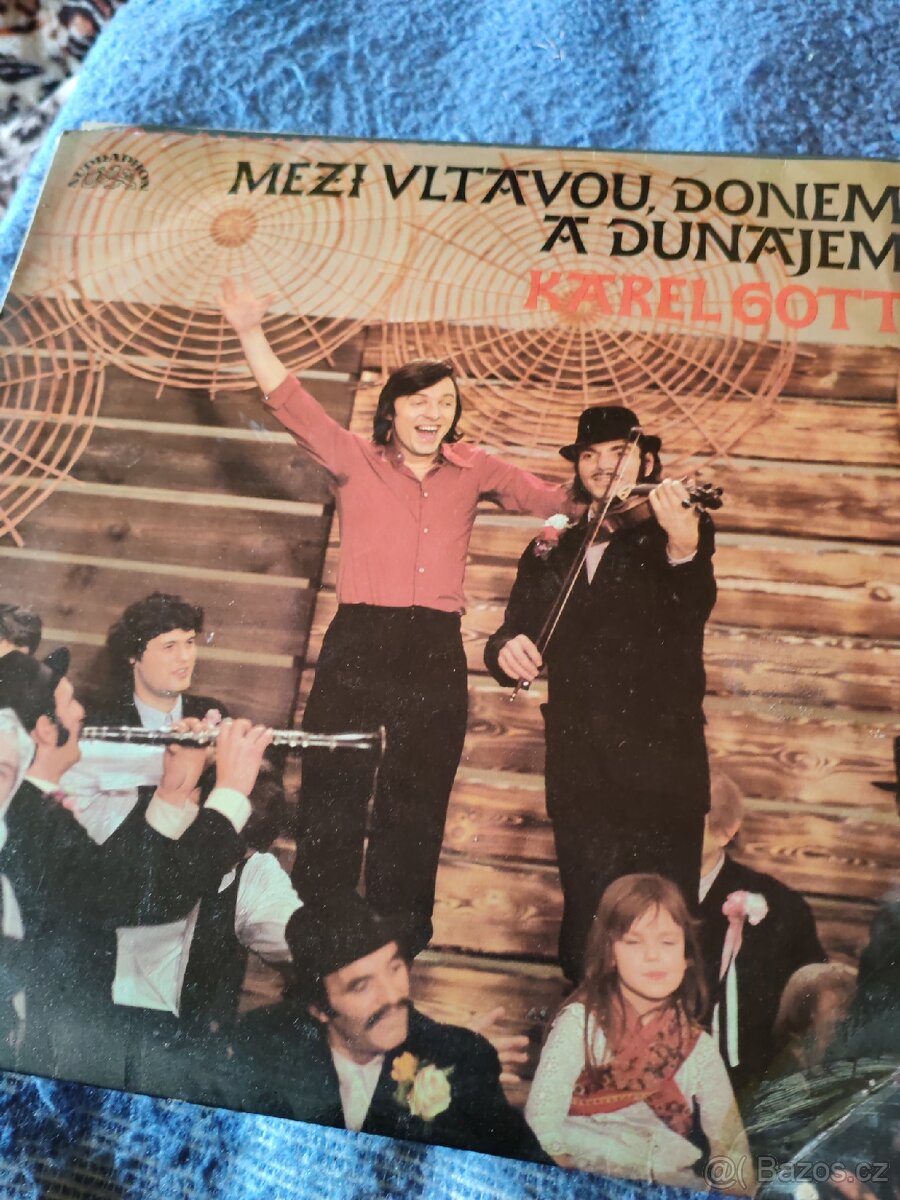 SUPRAPHON
MEZI VLTAVOU, DONEM
A DUNAJEM
KAREL GOTT
@( Bazos.cz